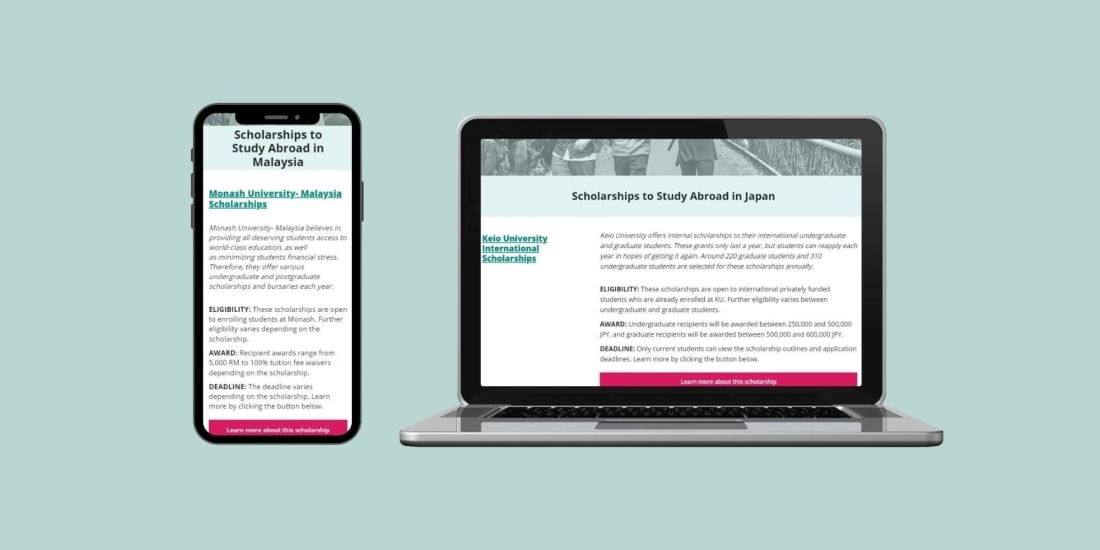 Scholarships to
Study Abroad in
Malaysia
Monash University- Malaysia
Scholarships
Monash University- Malaysia believes in
providing all deserving students access to
world-class education, as well
as minimizing students financial stress.
Therefore, they offer various
undergraduate and postgraduate
scholarships and bursaries each year.
ELIGIBILITY: These scholarships are open
to enrolling students at Monash. Further
eligibility varies depending on the
scholarship.
AWARD: Recipient awards range from
5,000 RM to 100% tuition fee waivers
depending on the scholarship.
DEADLINE: The deadline varies
depending on the scholarship. Learn
more by clicking the button below.
Learn more about this scholarship
Scholarships to Study Abroad in Japan
Keio University
International
Scholarships
Keio University offers internal scholarships to their international undergraduate
and graduate students. These grants only last a year, but students can reapply each
year in hopes of getting it again. Around 220 graduate students and 310
undergraduate students are selected for these scholarships annually.
ELIGIBILITY: These scholarships are open to international privately funded
students who are already enrolled at KU. Further eligibility varies between
undergraduate and graduate students.
AWARD: Undergraduate recipients will be awarded between 250,000 and 500,000
JPY, and graduate recipients will be awarded between 500,000 and 600,000 JPY.
DEADLINE: Only current students can view the scholarship outlines and application
deadlines. Learn more by clicking the button below.
Learn more about this scholarship